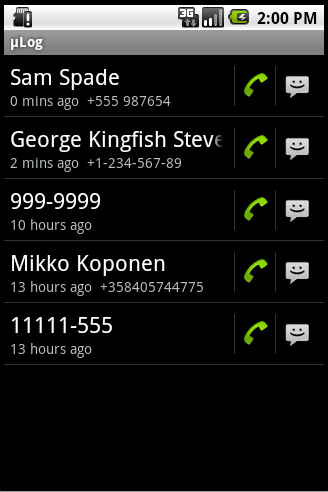 3G 2:00 PM
µLog
Sam Spade
0 mins ago +555 987654
George Kingfish Steve
2 mins ago +1-234-567-89
999-9999
10 hours ago
Mikko Koponen
13 hours ago +358405744775
11111-555
13 hours ago